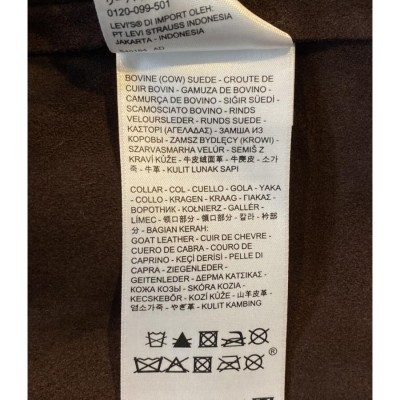 0120-099-501
LEVI'S® DI IMPORT OLEH:
PT LEVI STRAUSS INDONESIA
JAKARTA - INDONESIA
BOVINE (COW) SUEDE - CROUTE DE
CUIR BOVIN - GAMUZA DE BOVINO -
CAMURÇA DE BOVINO - SIĞIR SÜEDİ -
SCAMOSCIATO BOVINO - RINDS
VELOURSLEDER - RUNDS SUEDE -
ΚΑΣΤΟΡΙ (ΑΓΕΛΑΔΑΣ) - ЗАМША ИЗ
КОРОВЫ - ZAMSZ BYDLĘCY (KROWI) -
SZARVASMARHA VELÚR - SEMIŠ Z
KRAVÍ KŮŽE - 牛皮绒面革 - 牛麂皮 - 소가
죽 - 牛革 - KULIT LUNAK SAPI
COLLAR - COL - CUELLO - GOLA - YAKA
- COLLO - KRAGEN - KRAAG - ΓΙΑΚΑΣ -
ВОРОТНИК - KOŁNIERZ - GALLÉR -
LÍMEC - 领口部分 - 領口部分 - 칼라 - 衿部
分 - BAGIAN KERAH:
GOAT LEATHER - CUIR DE CHEVRE -
CUERO DE CABRA - COURO DE
CAPRINO - KEÇİ DERİSİ - PELLE DI
CAPRA - ZIEGENLEDER -
GEITENLEDER - ΔΕΡΜΑ ΚΑΤΣΙΚΑΣ -
КОЖА КОЗЫ - SKÓRA KOZIA -
KECSKEBŐR - KOZÍ KŮŽE - 山羊皮革 -
염소가죽 - やぎ革 - KULIT KAMBING
®